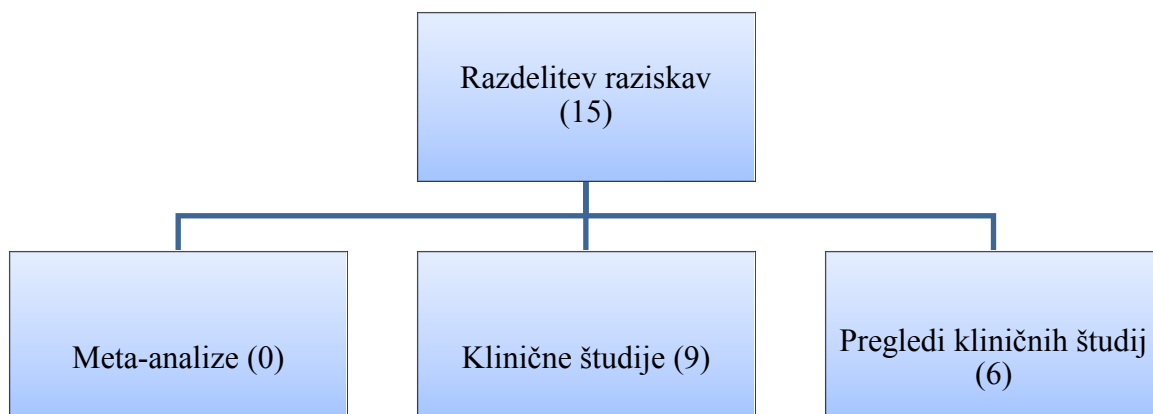 Razdelitev raziskav
(15)
Meta-analize (0)
Klinične študije (9)
Pregledi kliničnih študij
(6)